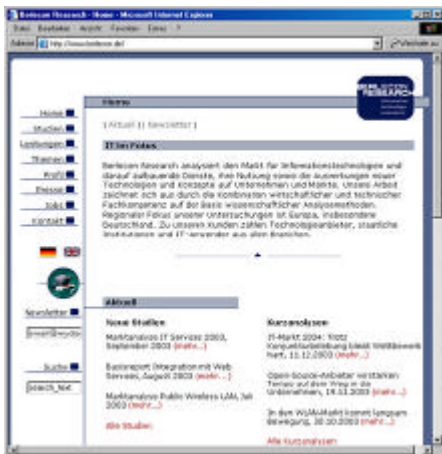 Berlecon Research - Home - Microsoft Internet Explorer
Datei Bearbeiten Ansicht Favoriten Extras ?
Adresse http://www.berlecon.de/ Wechseln zu
BERLECON
RESEARCH
Home
Home
Studien
Leistungen
Themen
Profil
Presse
Jobs
Kontakt
| Aktuell || Newsletter |
IT im Fokus
Berlecon Research analysiert den Markt für Informationstechnologien und
darauf aufbauende Dienste, ihre Nutzung sowie die Auswirkungen neuer
Technologien und Konzepte auf Unternehmen und Märkte. Unsere Arbeit
zeichnet sich aus durch die Kombination wirtschaftlicher und technischer
Fachkompetenz auf der Basis wissenschaftlicher Analysemethoden.
Regionaler Fokus unserer Untersuchungen ist Europa, insbesondere
Deutschland. Zu unseren Kunden zählen Technologieanbieter, staatliche
Institutionen und IT-Anwender aus allen Branchen.
Newsletter
Suche
search_text
Aktuell
Neue Studien
Marktanalyse IT Services 2003,
September 2003 (mehr...)
Basisreport Integration mit Web
Services, August 2003 (mehr...)
Marktanalyse Public Wireless LAN, Juli
2003 (mehr...)
Alle Studien
Kurzanalysen
IT-Markt 2004: Trotz
Konjunkturbelebung bleibt Wettbewerb
hart, 11.12.2003 (mehr...)
Open-Source-Anbieter verstärken
Tempo auf dem Weg in die
Unternehmen, 19.11.2003 (mehr...)
In den WLAN-Markt kommt langsam
Bewegung, 30.10.2003 (mehr...)
Alle Kurzanalysen